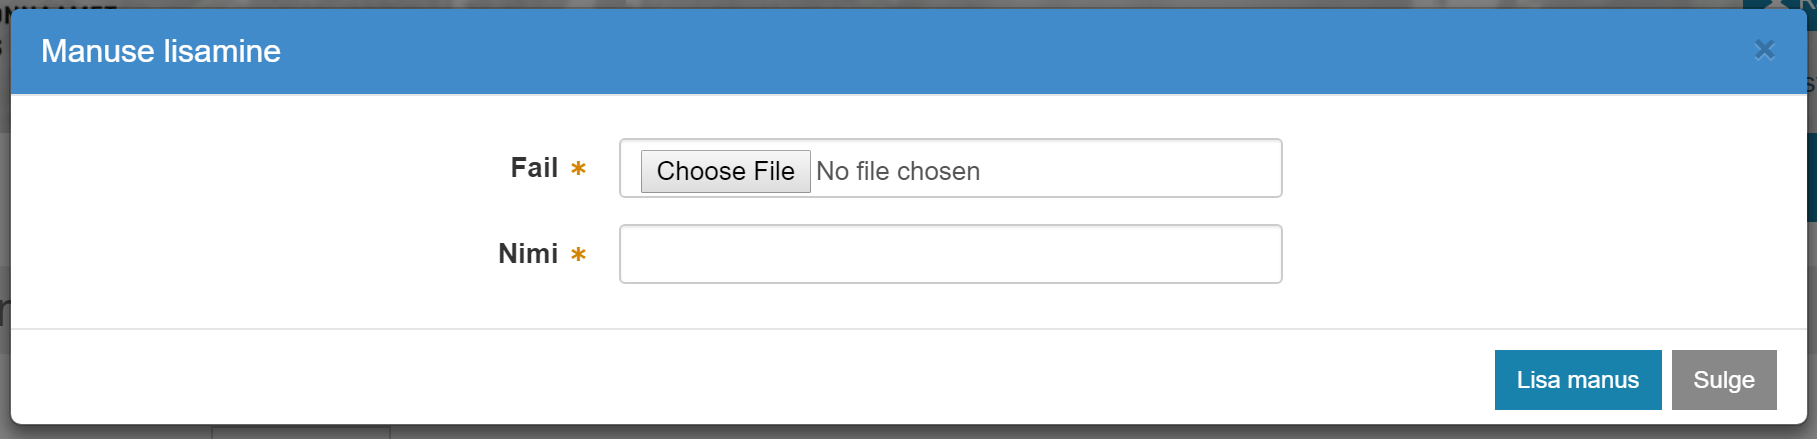 Manuse lisamine
Fail *
Choose File No file chosen
Nimi *
Lisa manus
Sulge